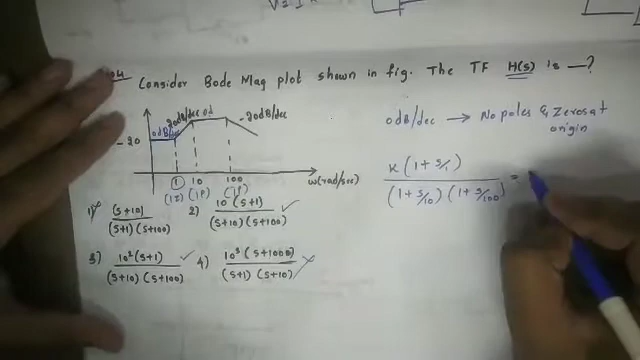 Consider Bode Mag plot shown in fig. The TF H(s) is —?
0dB/dec → No poles & zeros at
origin
20dB/dec 0d -20dB/dec
0dB/dec
-20
1 10 100 ω(rad/sec)
(1z) (1P) (1P)
K(1+s/1)
(1+s/10)(1+s/100) =
1) (s+10) 2) 10²(s+1)
(s+1)(s+100) (s+10)(s+100)
3) 10²(s+1) 4) 10³(s+1000)
(s+10)(s+100) (s+1)(s+10)